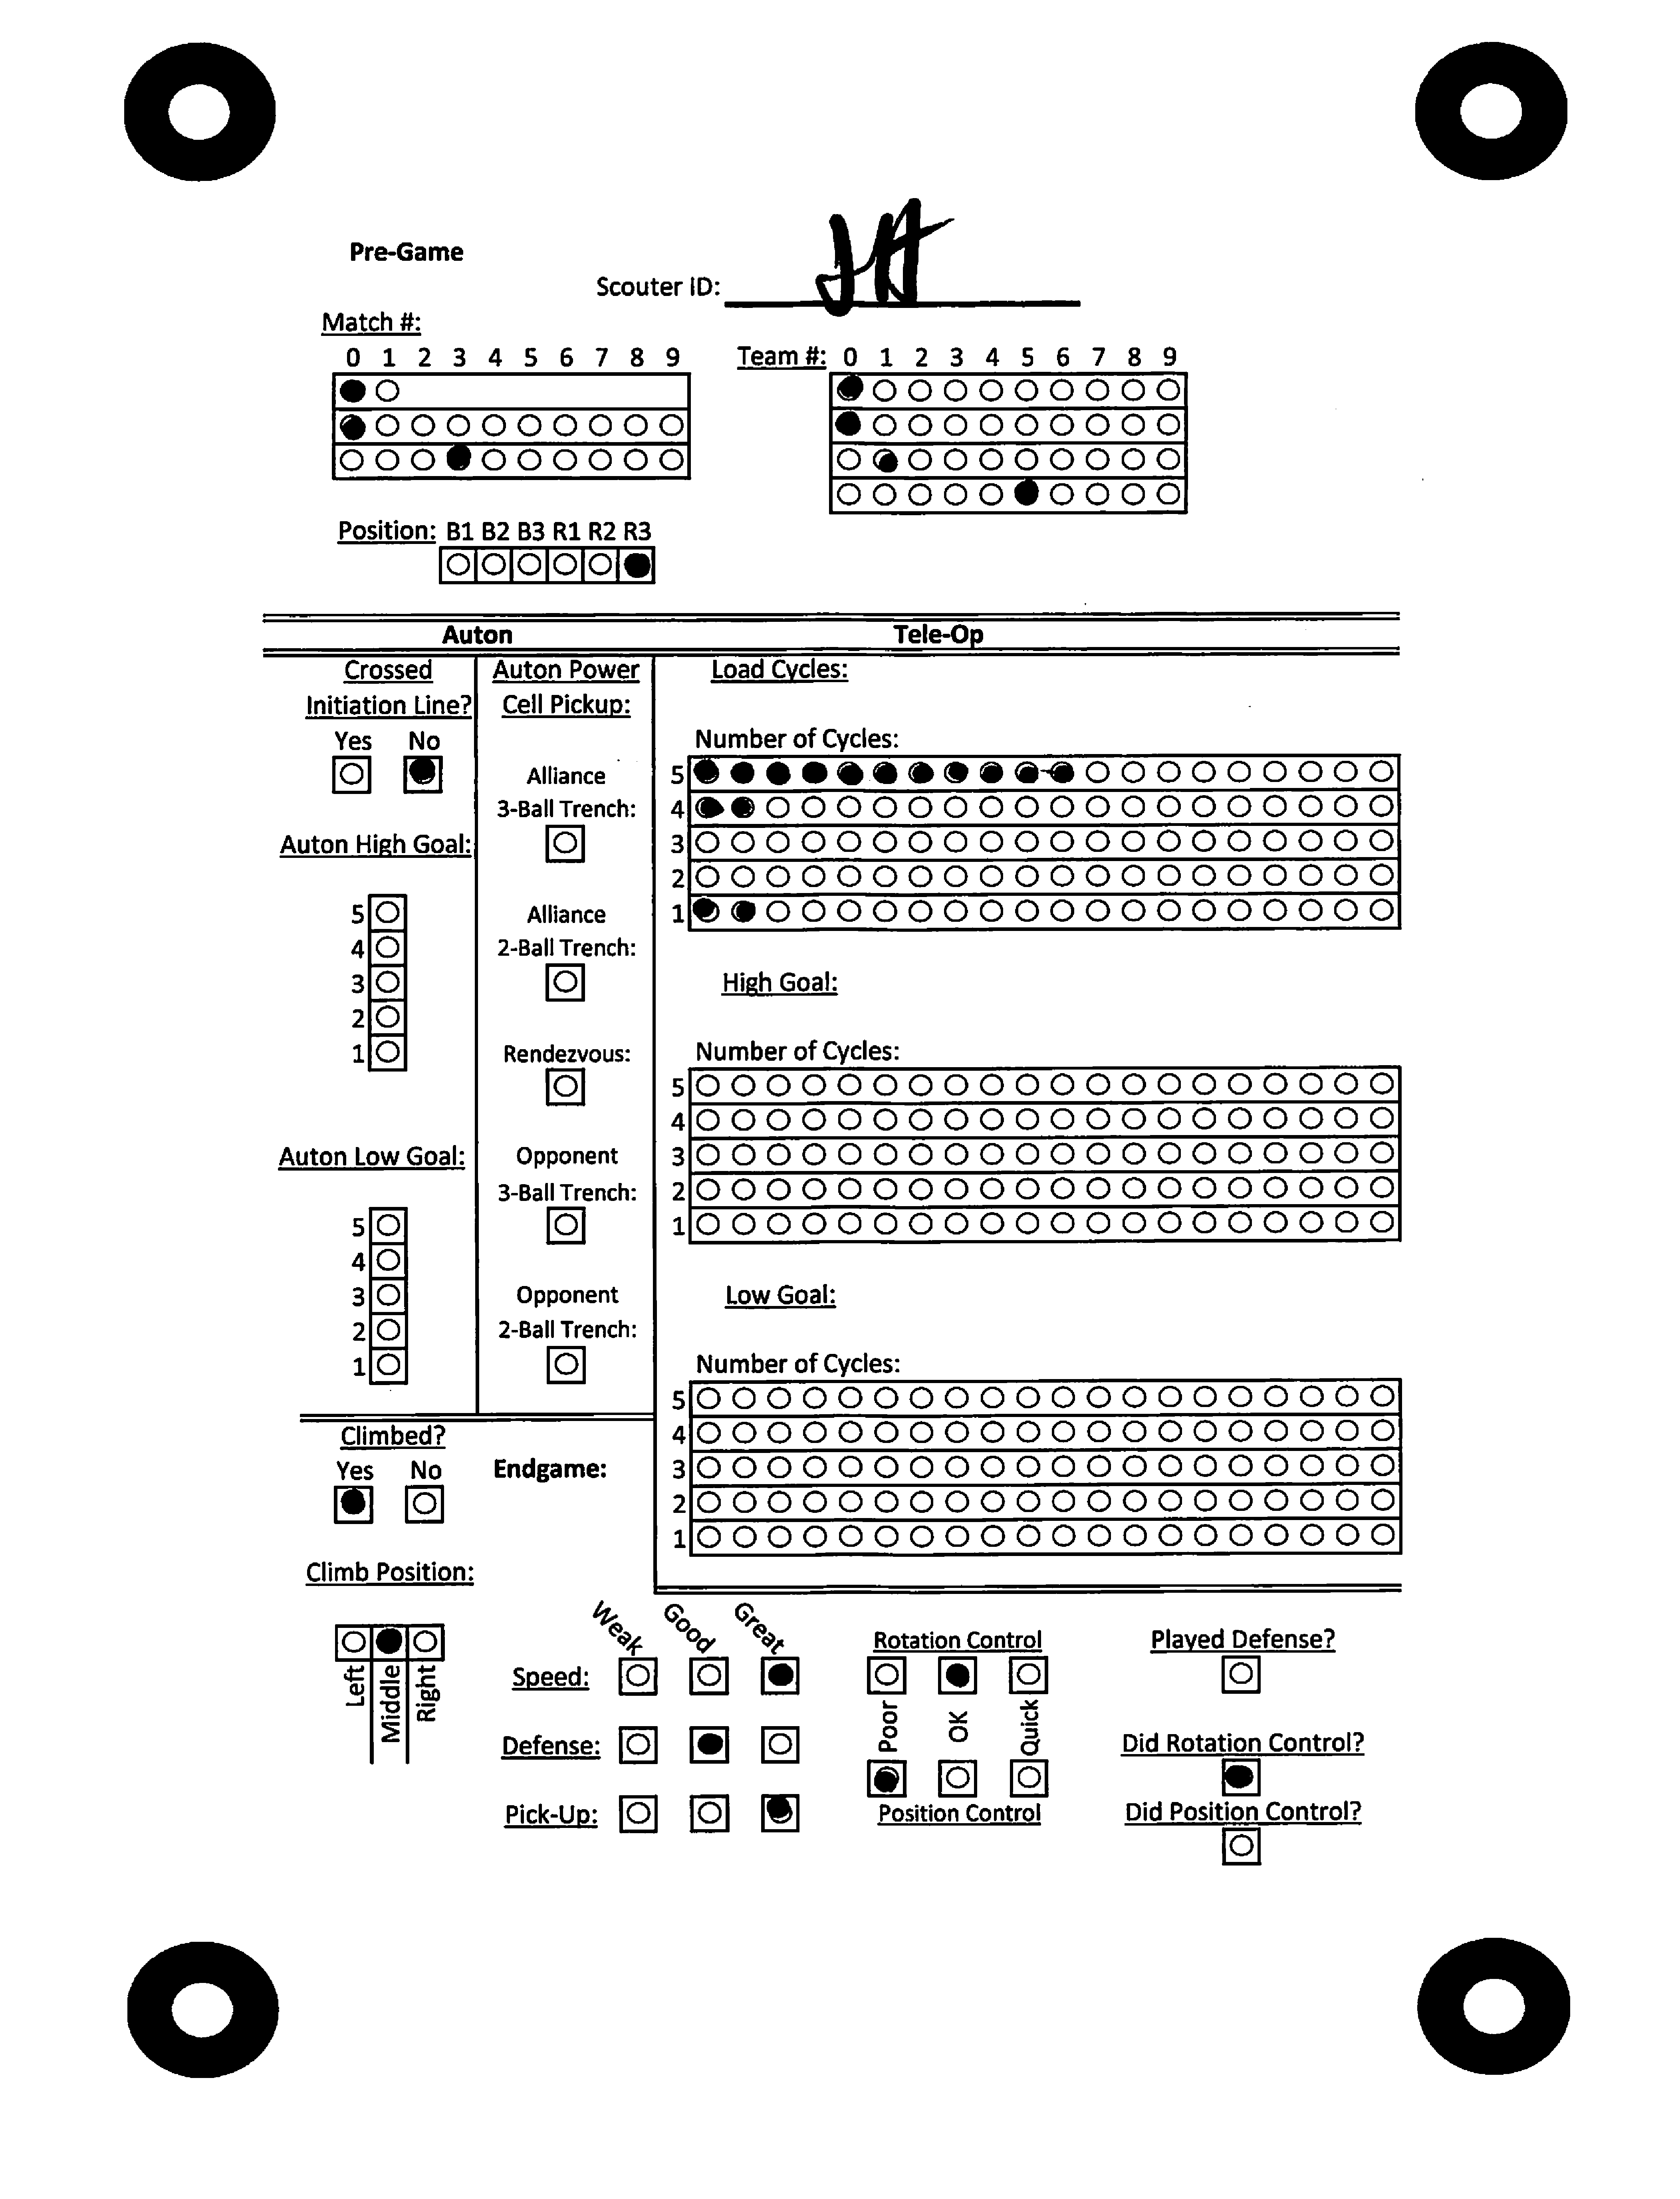 Pre-Game
Scouter ID: JH
Match #:
0 1 2 3 4 5 6 7 8 9
Team #: 0 1 2 3 4 5 6 7 8 9
Position: B1 B2 B3 R1 R2 R3
Auton
Tele-Op
Crossed
Initiation Line?
Yes No
Auton High Goal:
5
4
3
2
1
Auton Low Goal:
5
4
3
2
1
Auton Power
Cell Pickup:
Alliance
3-Ball Trench:
Alliance
2-Ball Trench:
Rendezvous:
Opponent
3-Ball Trench:
Opponent
2-Ball Trench:
Load Cycles:
Number of Cycles:
5
4
3
2
1
High Goal:
Number of Cycles:
5
4
3
2
1
Low Goal:
Number of Cycles:
5
4
3
2
1
Climbed?
Yes No
Endgame:
Climb Position:
Left
Middle
Right
Weak Good Great
Speed:
Defense:
Pick-Up:
Rotation Control
Poor OK Quick
Position Control
Played Defense?
Did Rotation Control?
Did Position Control?